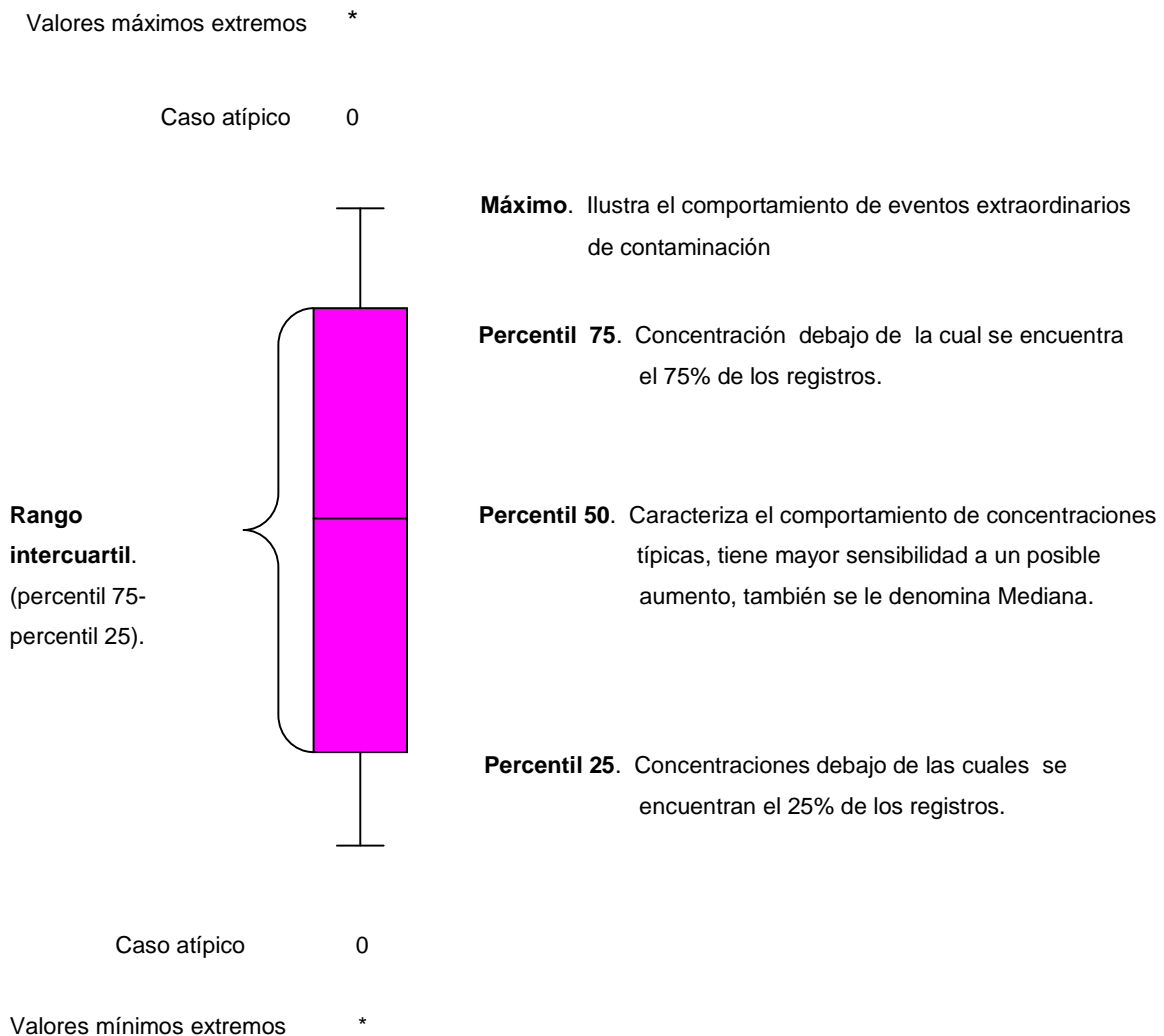 Valores máximos extremos *
Caso atípico 0
Máximo. Ilustra el comportamiento de eventos extraordinarios
de contaminación
Percentil 75. Concentración debajo de la cual se encuentra
el 75% de los registros.
Rango
intercuartil.
(percentil 75-
percentil 25).
Percentil 50. Caracteriza el comportamiento de concentraciones
típicas, tiene mayor sensibilidad a un posible
aumento, también se le denomina Mediana.
Percentil 25. Concentraciones debajo de las cuales se
encuentran el 25% de los registros.
Caso atípico 0
Valores mínimos extremos *